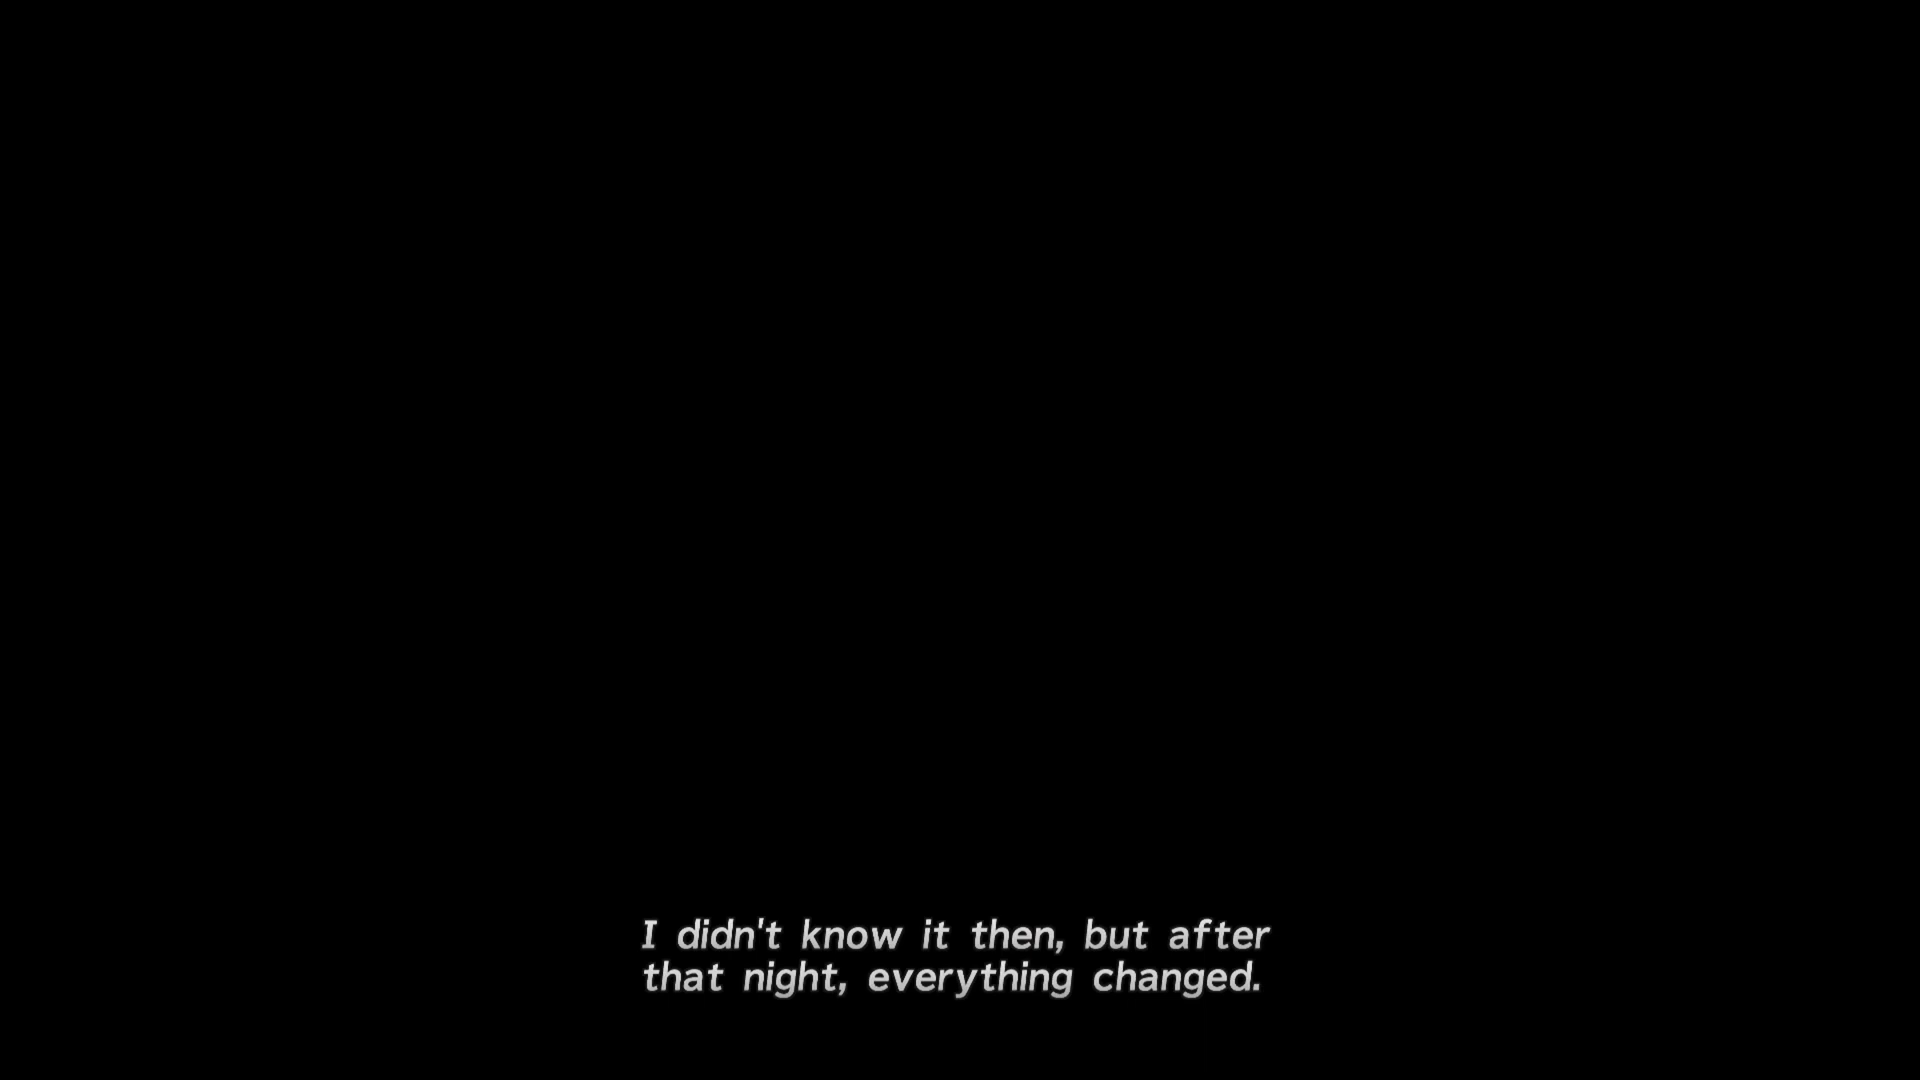 I didn't know it then, but after
that night, everything changed.